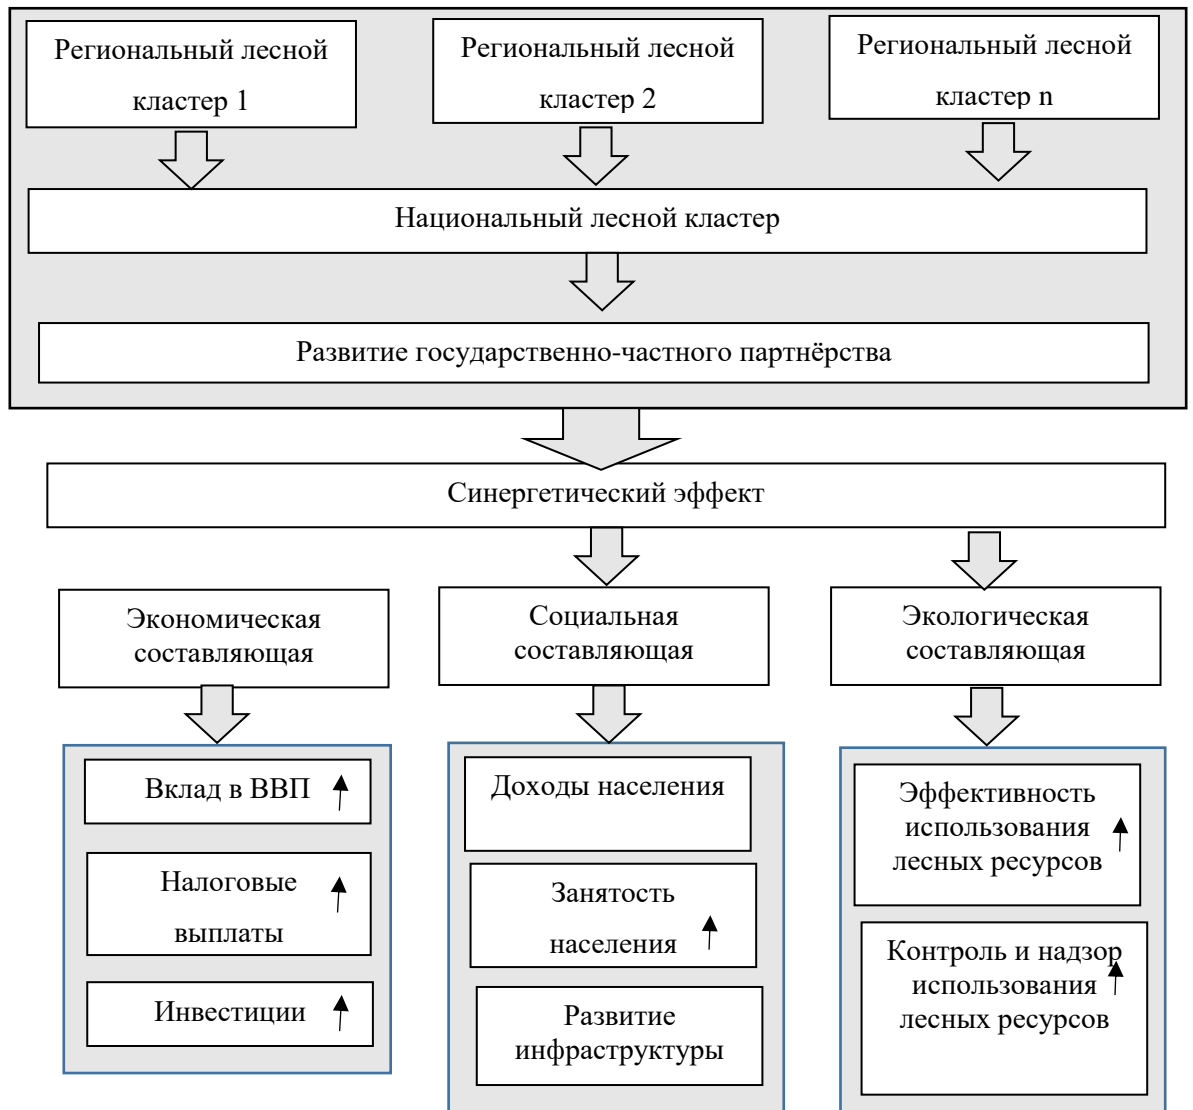 Региональный лесной
кластер 1
Региональный лесной
кластер 2
Региональный лесной
кластер n
Национальный лесной кластер
Развитие государственно-частного партнёрства
Синергетический эффект
Экономическая
составляющая
Социальная
составляющая
Экологическая
составляющая
Вклад в ВВП
Налоговые
выплаты
Инвестиции
Доходы населения
Занятость
населения
Развитие
инфраструктуры
Эффективность
использования
лесных ресурсов
Контроль и надзор
использования
лесных ресурсов